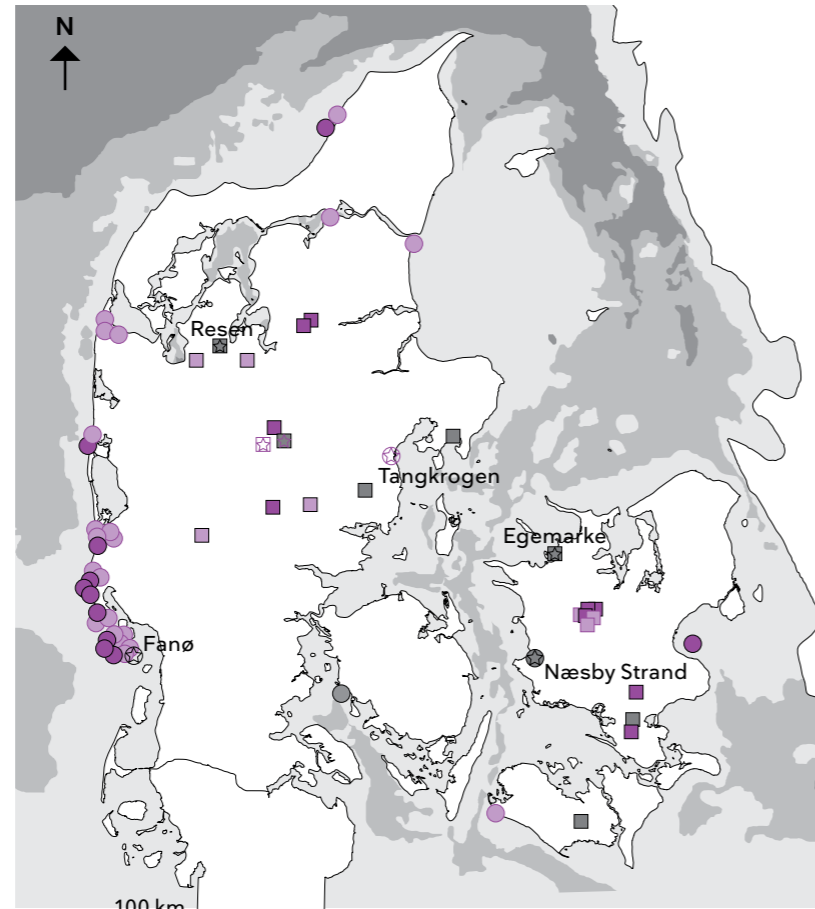 N
Resen
Tangkrogen
Egemarke
Fanø
Næsby Strand
100 km